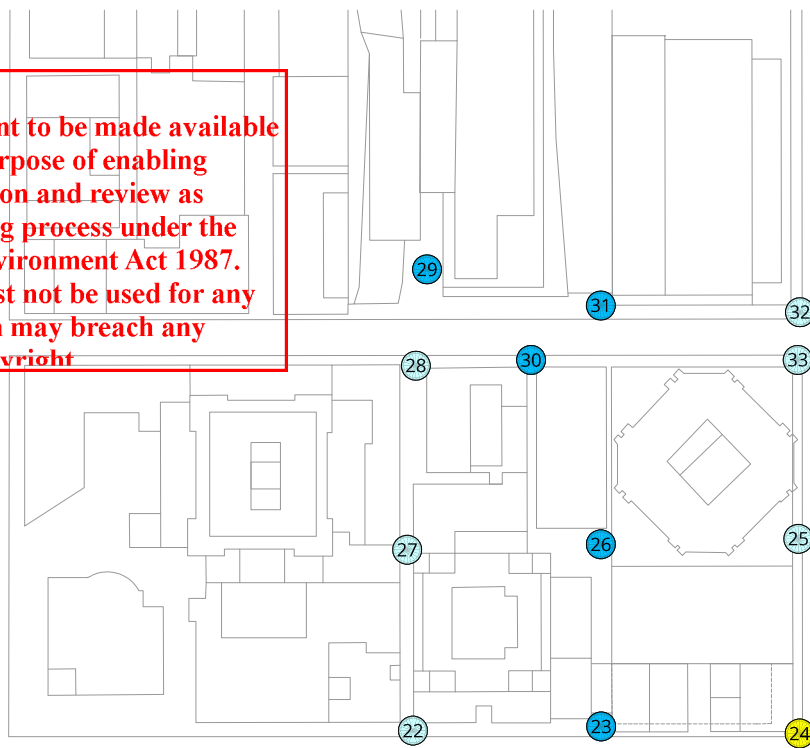 nt to be made available
rpose of enabling
on and review as
g process under the
vironment Act 1987.
st not be used for any
may breach any
vright
29
31
32
28
30
33
27
26
25
22
23
24